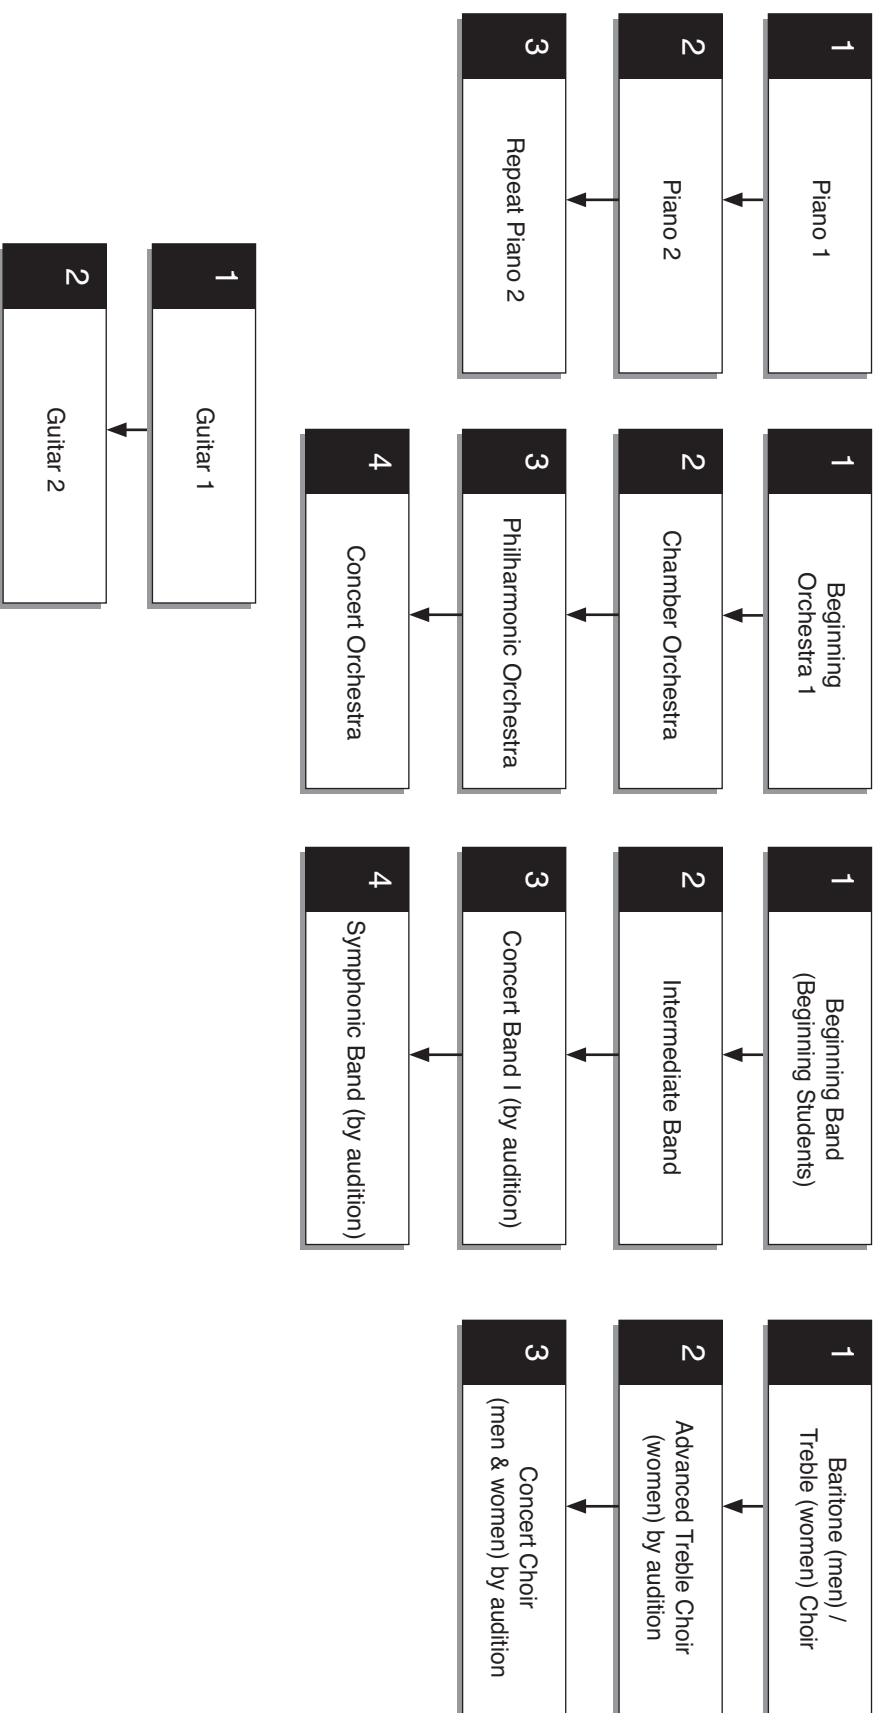 1
Piano 1
2
Piano 2
3
Repeat Piano 2
1
Beginning
Orchestra 1
2
Chamber Orchestra
3
Philharmonic Orchestra
4
Concert Orchestra
1
Beginning Band
(Beginning Students)
2
Intermediate Band
3
Concert Band I (by audition)
4
Symphonic Band (by audition)
1
Baritone (men) /
Treble (women) Choir
2
Advanced Treble Choir
(women) by audition
3
Concert Choir
(men & women) by audition
1
Guitar 1
2
Guitar 2